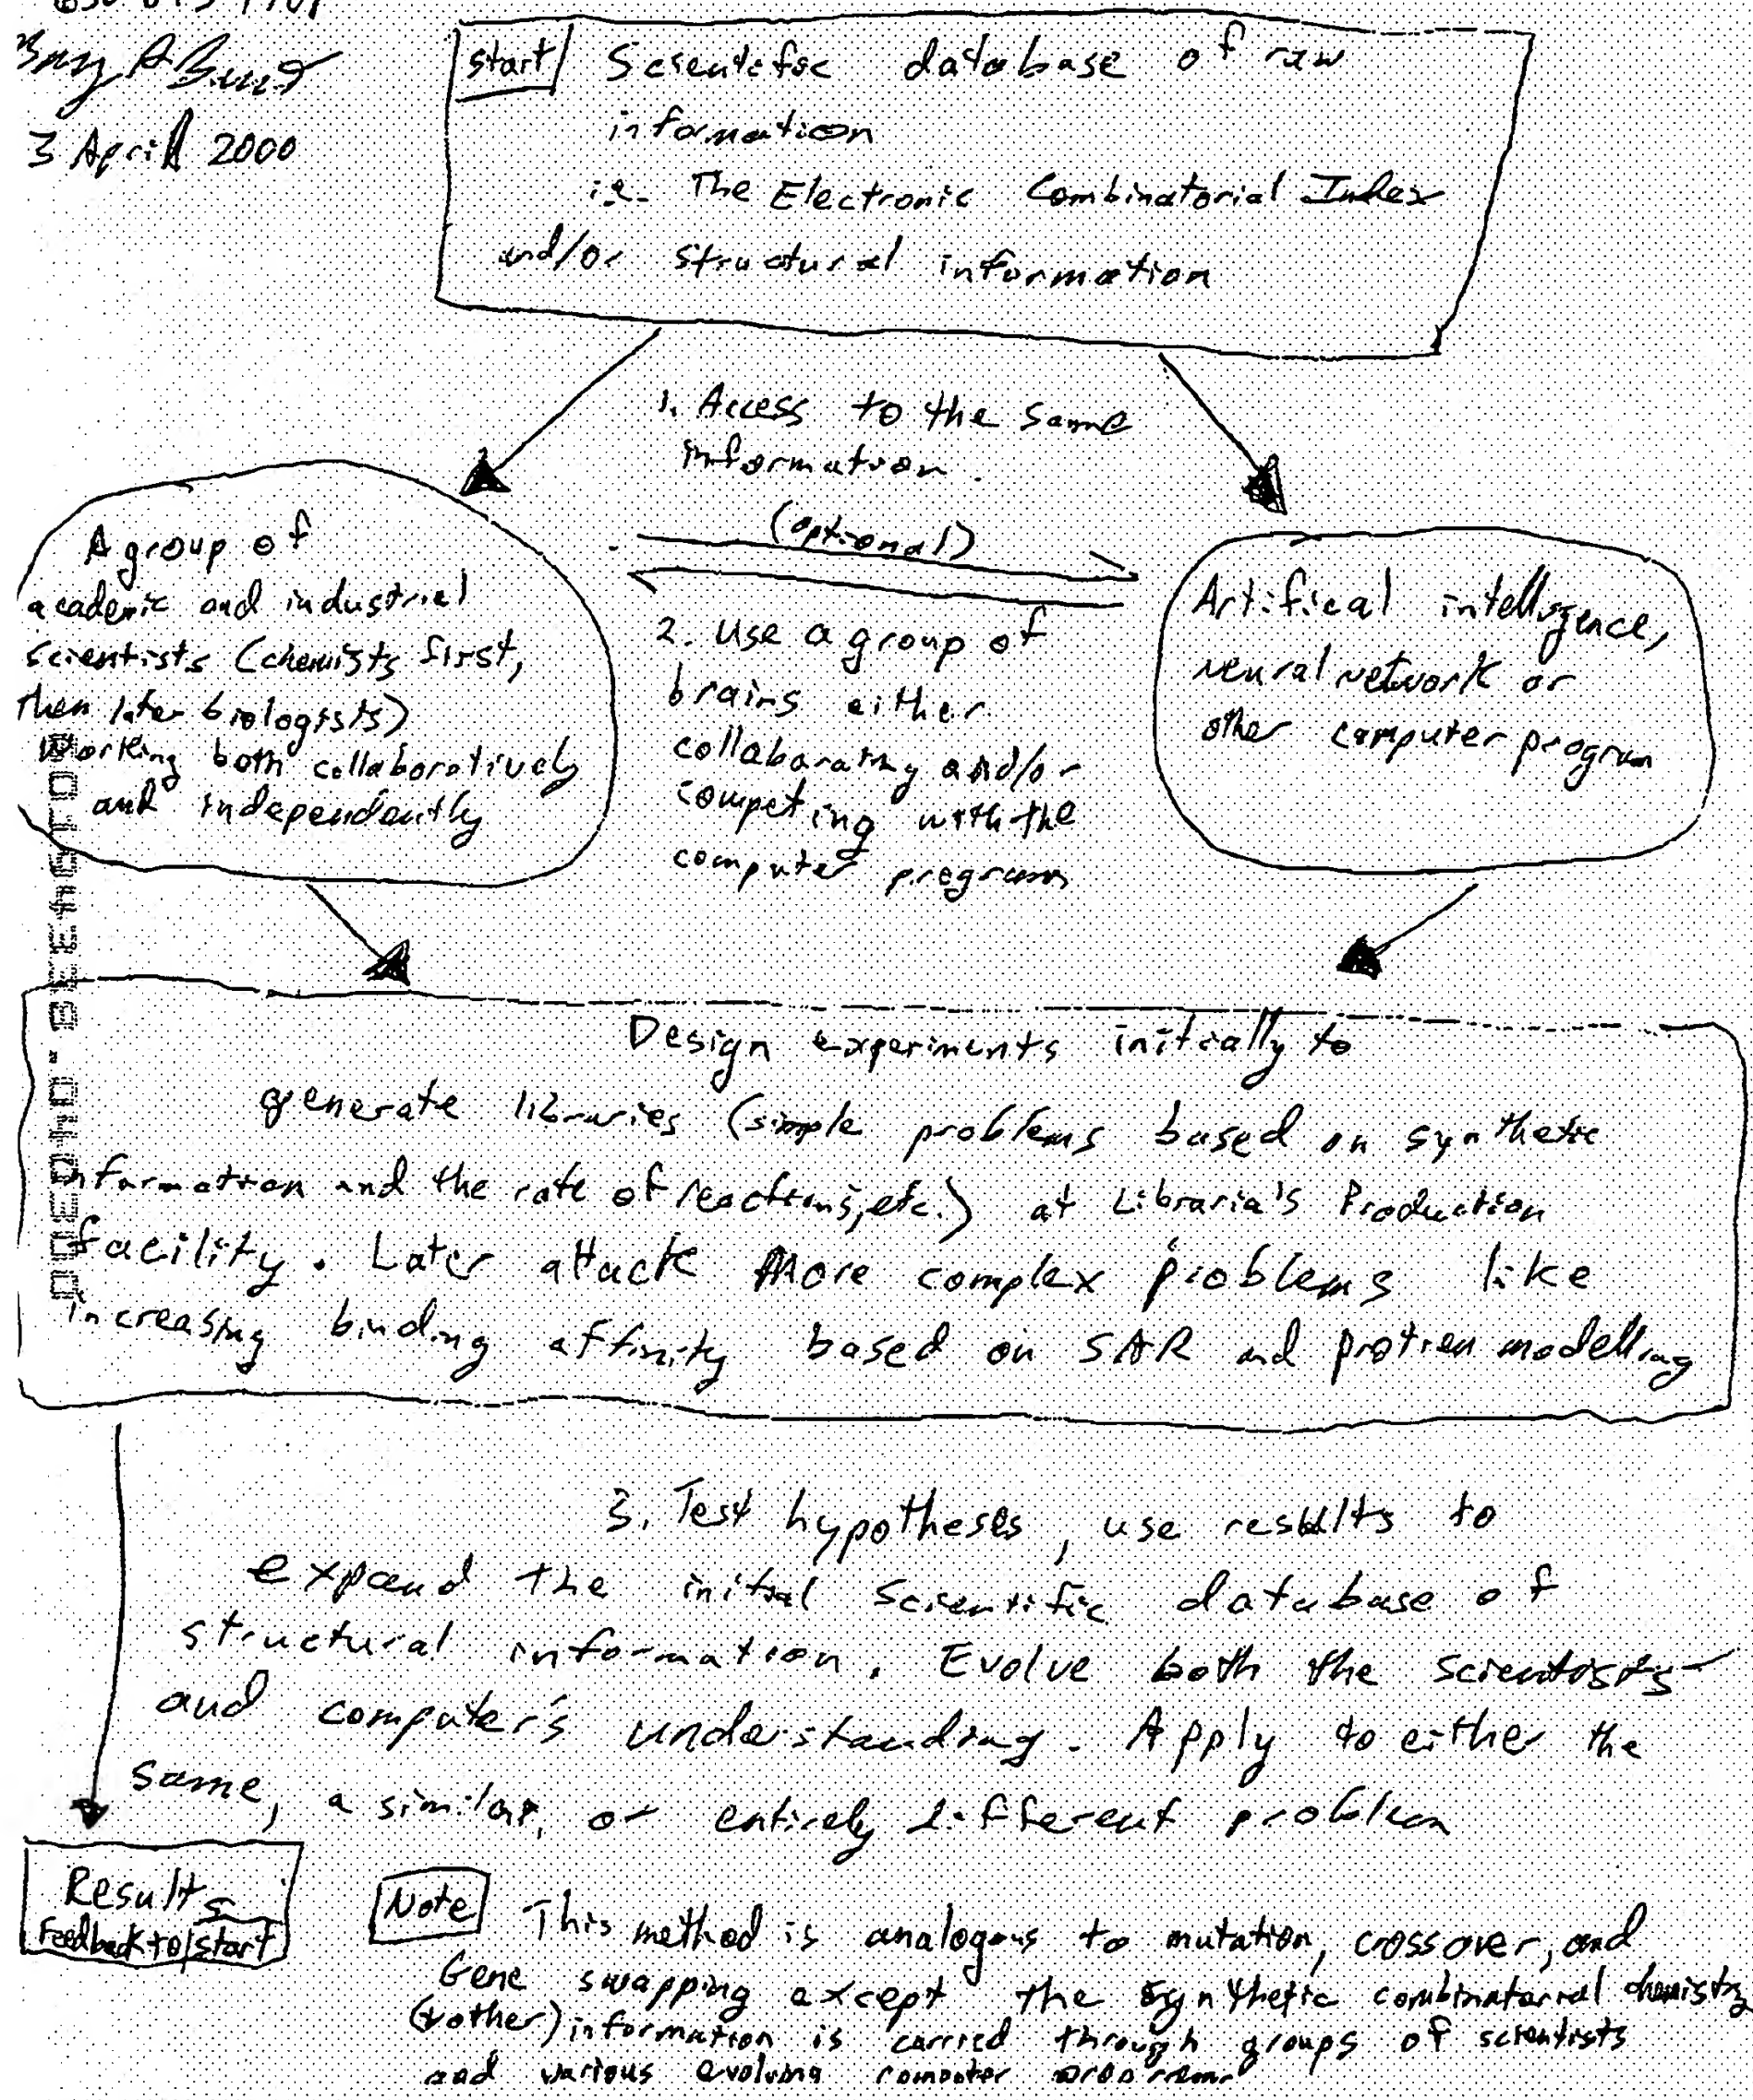 3 April 2000
start Scientific database of raw
information
i.e. The Electronic Combinatorial Index
and/or structural information
1. Access to the same
information
(optional)
A group of
academic and industrial
scientists (chemists first,
then later biologists)
Working both collaboratively
and independently
2. Use a group of
brains either
collabarating and/or
competing with the
computer program
Artifical intelligence,
neural network or
other computer program
Design experiments initially to
generate libraries (simple problems based on synthetic
information and the rate of reactions, etc.) at Libraria's Production
facility. Later attack more complex problems like
increasing binding affinity based on SAR and protien modelling
3. Test hypotheses, use results to
expand the initial scientific database of
structural information. Evolve both the scientists
and computer's understanding. Apply to either the
same, a similar, or entirely different problem
Results
Feedback to start
Note This method is analogous to mutation, crossover, and
Gene swapping except the synthetic combinatorial chemistry
(+other) information is carried through groups of scientists
and various evolving computer programs